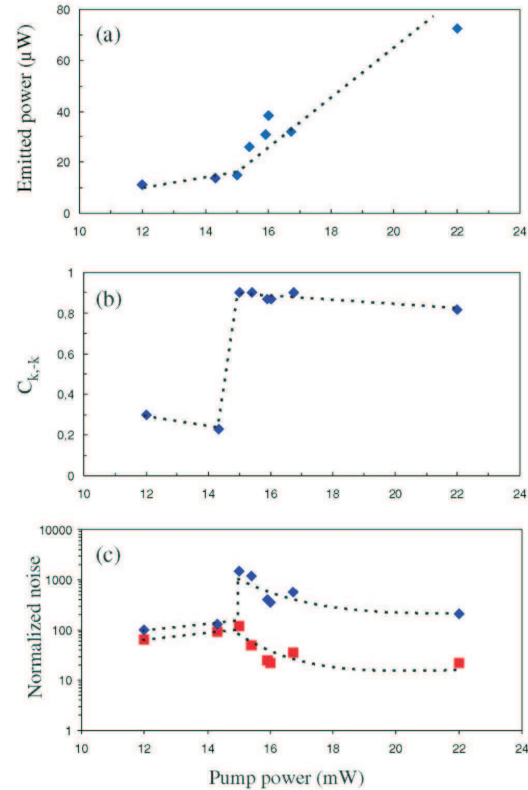 80
(a)
60
Emitted power (µW)
40
20
0
10 12 14 16 18 20 22 24
1
(b)
0,8
0,6
C_{k,-k}
0,4
0,2
0
10 12 14 16 18 20 22 24
10000
(c)
1000
Normalized noise
100
10
1
10 12 14 16 18 20 22 24
Pump power (mW)